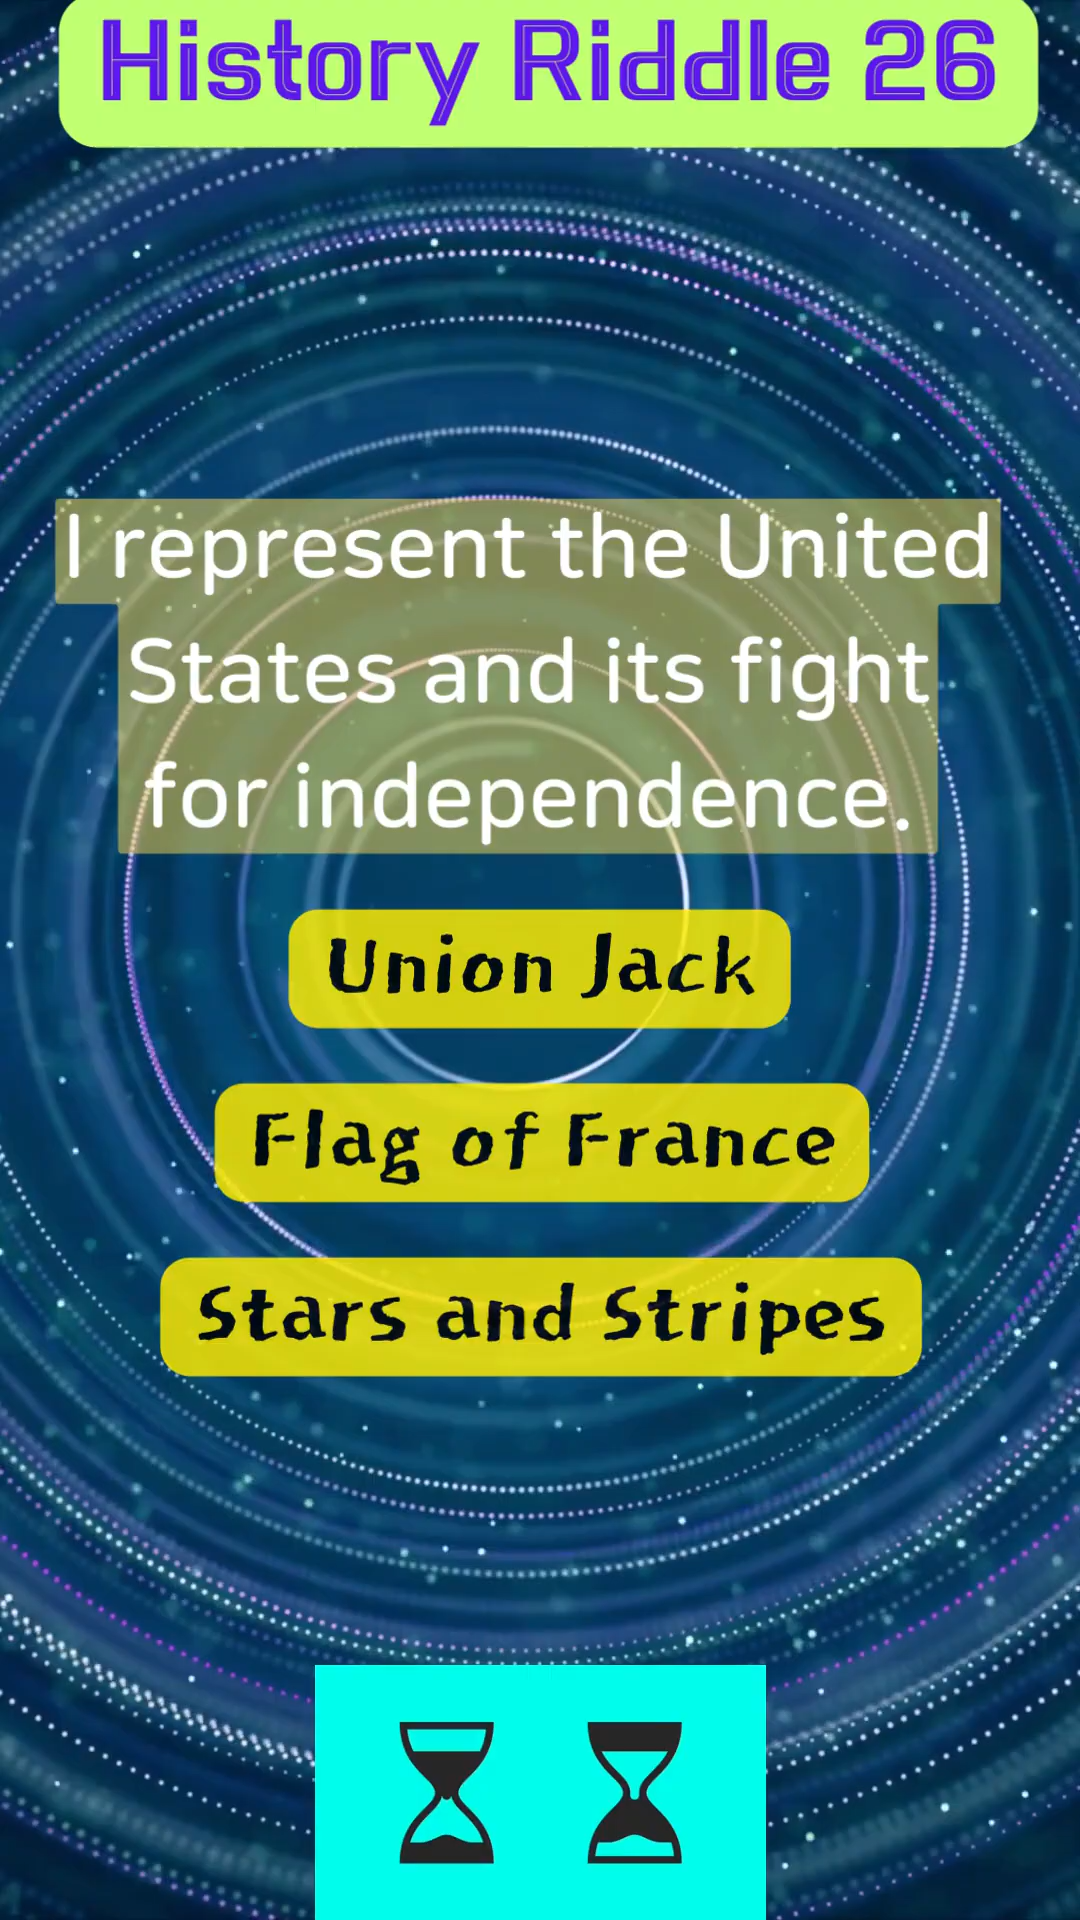 History Riddle 26
I represent the United
States and its fight
for independence.
Union Jack
Flag of France
Stars and Stripes